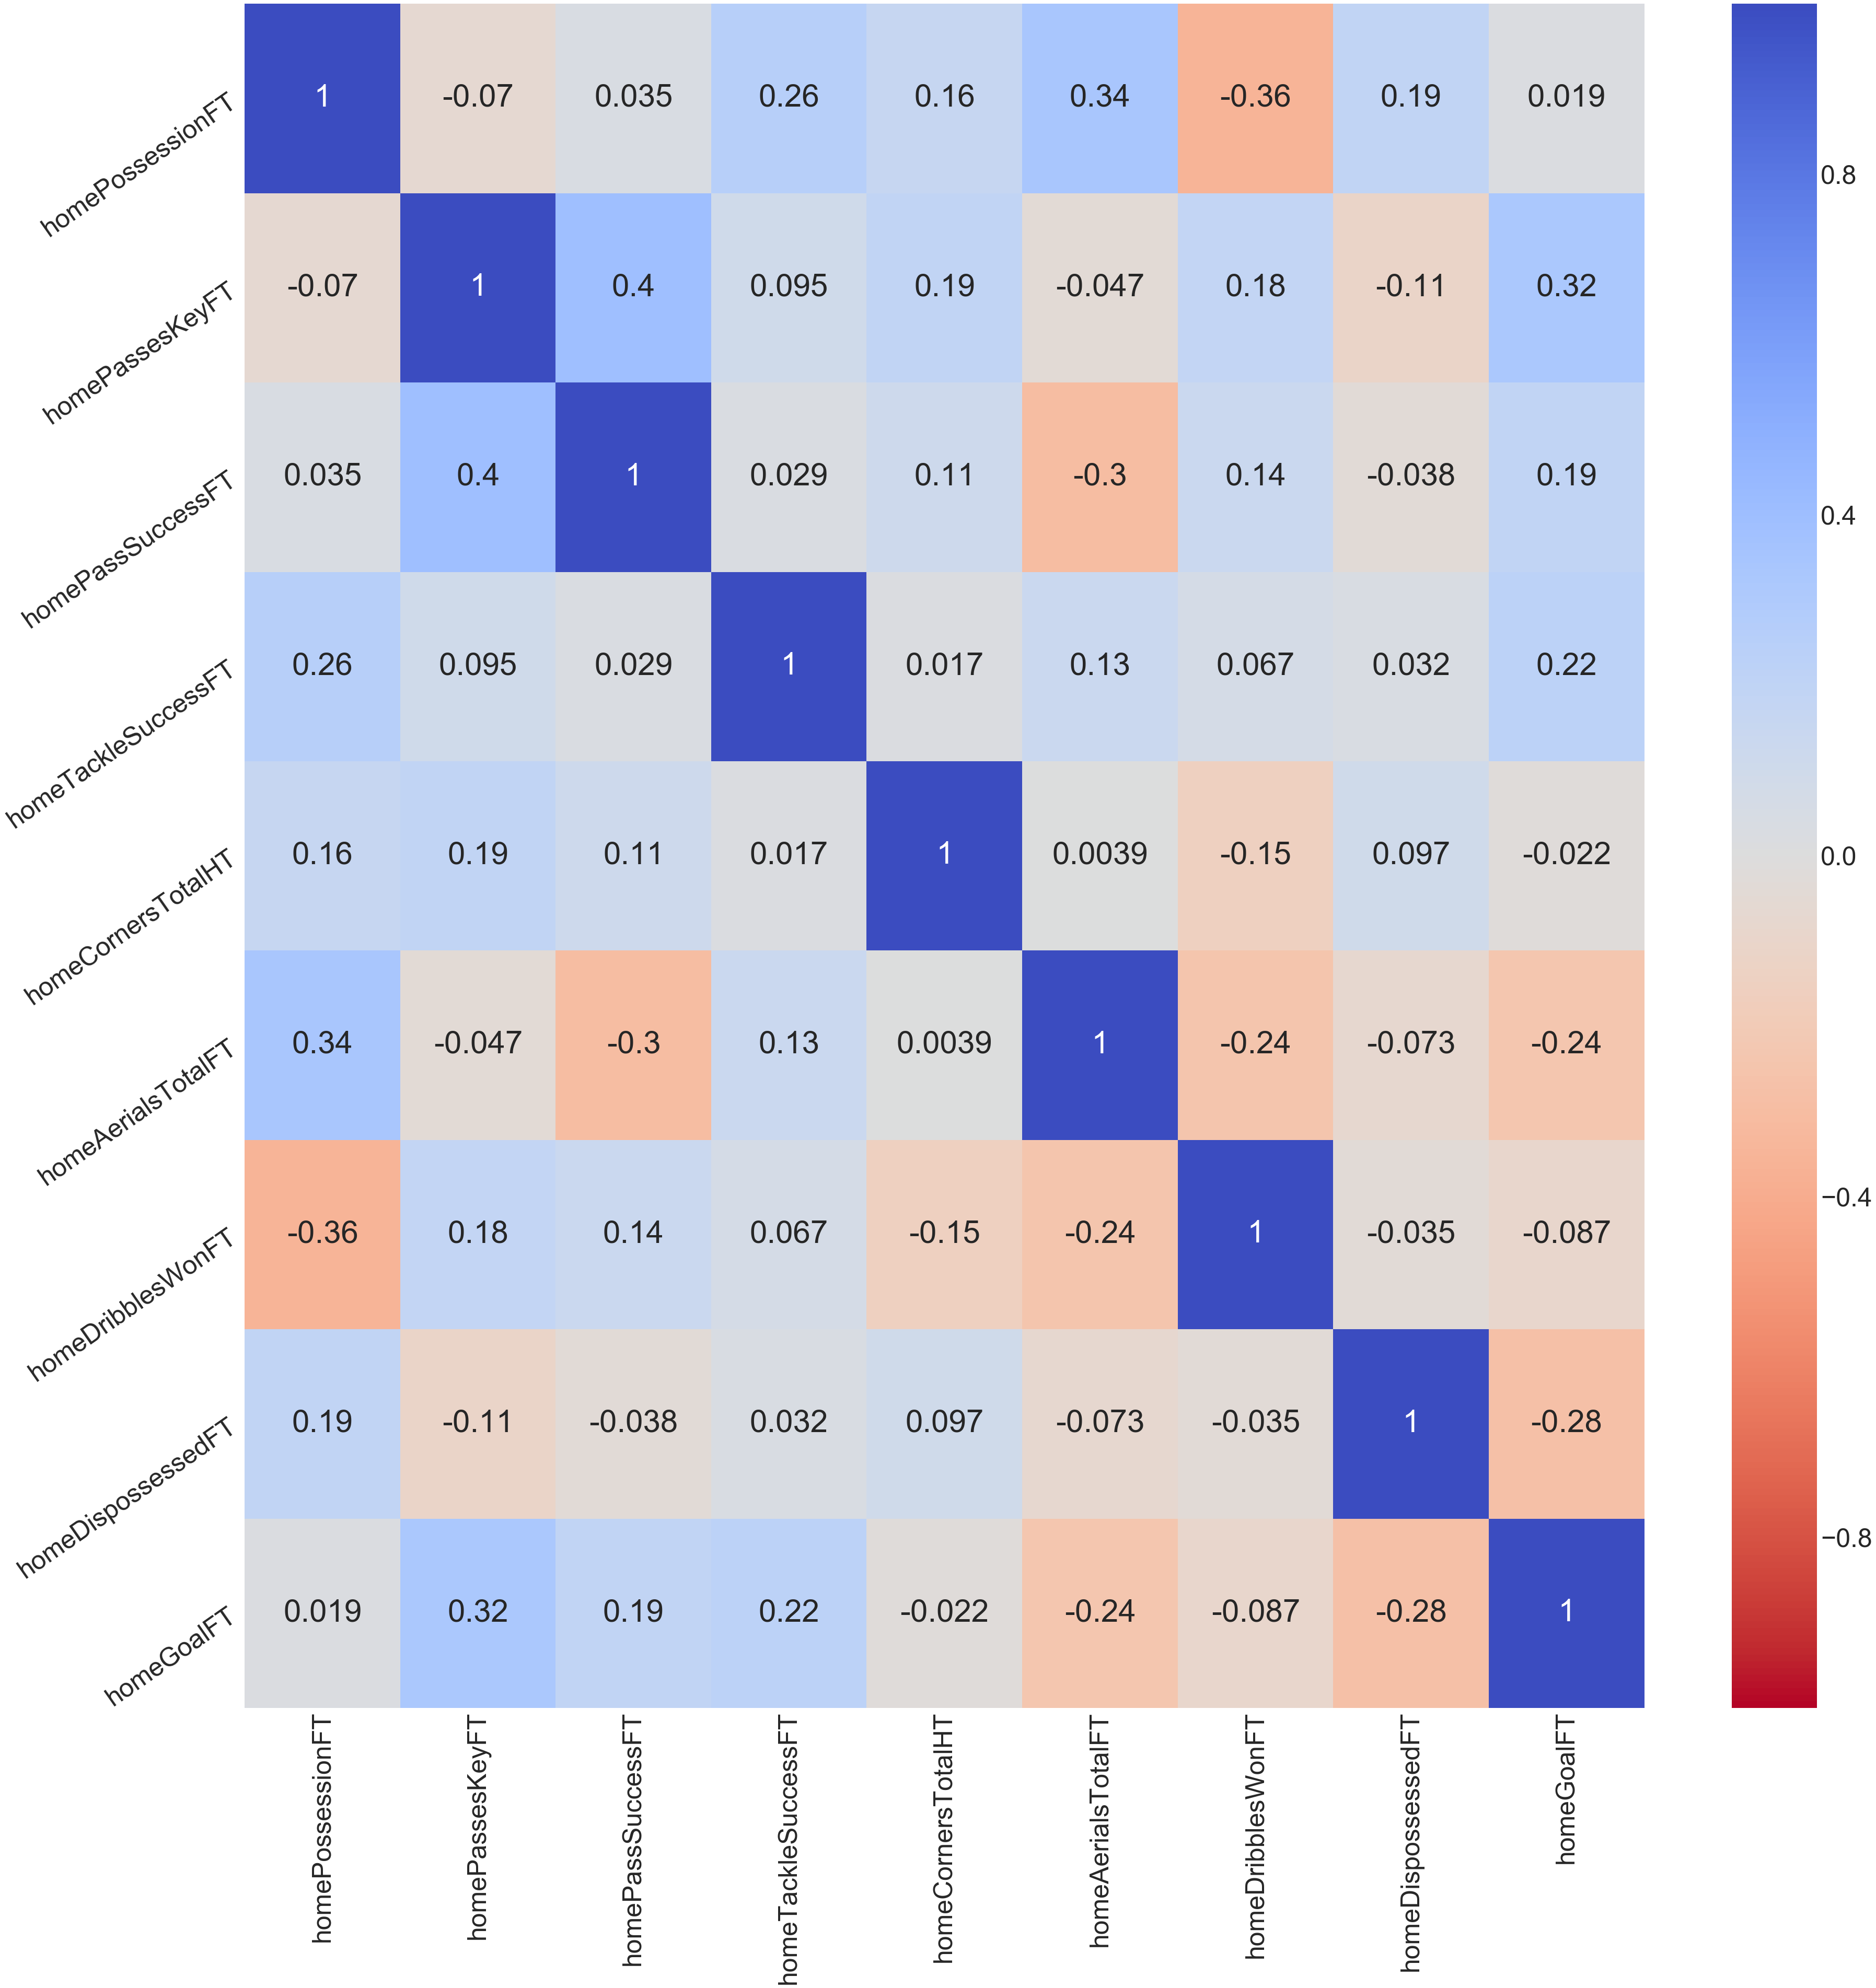 homePossessionFT 1 -0.07 0.035 0.26 0.16 0.34 -0.36 0.19 0.019
homePassesKeyFT -0.07 1 0.4 0.095 0.19 -0.047 0.18 -0.11 0.32
homePassSuccessFT 0.035 0.4 1 0.029 0.11 -0.3 0.14 -0.038 0.19
homeTackleSuccessFT 0.26 0.095 0.029 1 0.017 0.13 0.067 0.032 0.22
homeCornersTotalHT 0.16 0.19 0.11 0.017 1 0.0039 -0.15 0.097 -0.022
homeAerialsTotalFT 0.34 -0.047 -0.3 0.13 0.0039 1 -0.24 -0.073 -0.24
homeDribblesWonFT -0.36 0.18 0.14 0.067 -0.15 -0.24 1 -0.035 -0.087
homeDispossessedFT 0.19 -0.11 -0.038 0.032 0.097 -0.073 -0.035 1 -0.28
homeGoalFT 0.019 0.32 0.19 0.22 -0.022 -0.24 -0.087 -0.28 1
homePossessionFT
homePassesKeyFT
homePassSuccessFT
homeTackleSuccessFT
homeCornersTotalHT
homeAerialsTotalFT
homeDribblesWonFT
homeDispossessedFT
homeGoalFT
0.8
0.4
0.0
−0.4
−0.8